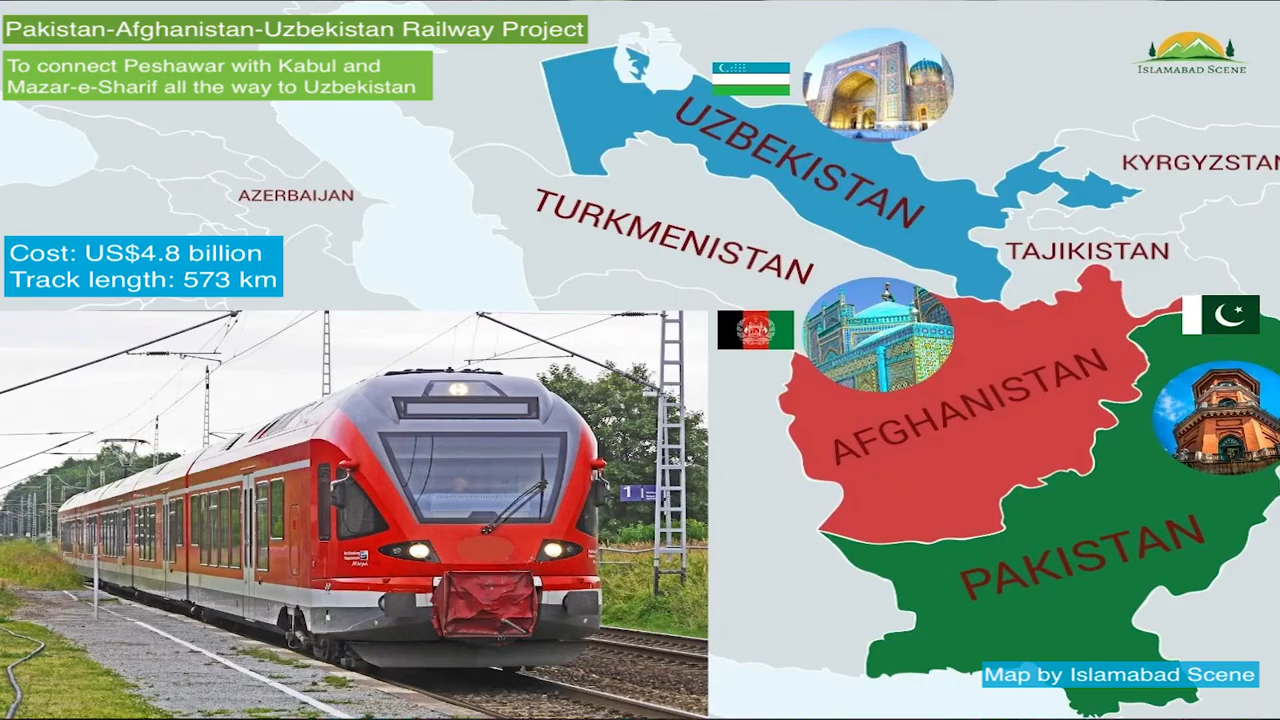 Pakistan-Afghanistan-Uzbekistan Railway Project
To connect Peshawar with Kabul and
Mazar-e-Sharif all the way to Uzbekistan
ISLAMABAD SCENE
UZBEKISTAN
KYRGYZSTAN
AZERBAIJAN
TURKMENISTAN
TAJIKISTAN
Cost: US$4.8 billion
Track length: 573 km
AFGHANISTAN
1
PAKISTAN
Map by Islamabad Scene